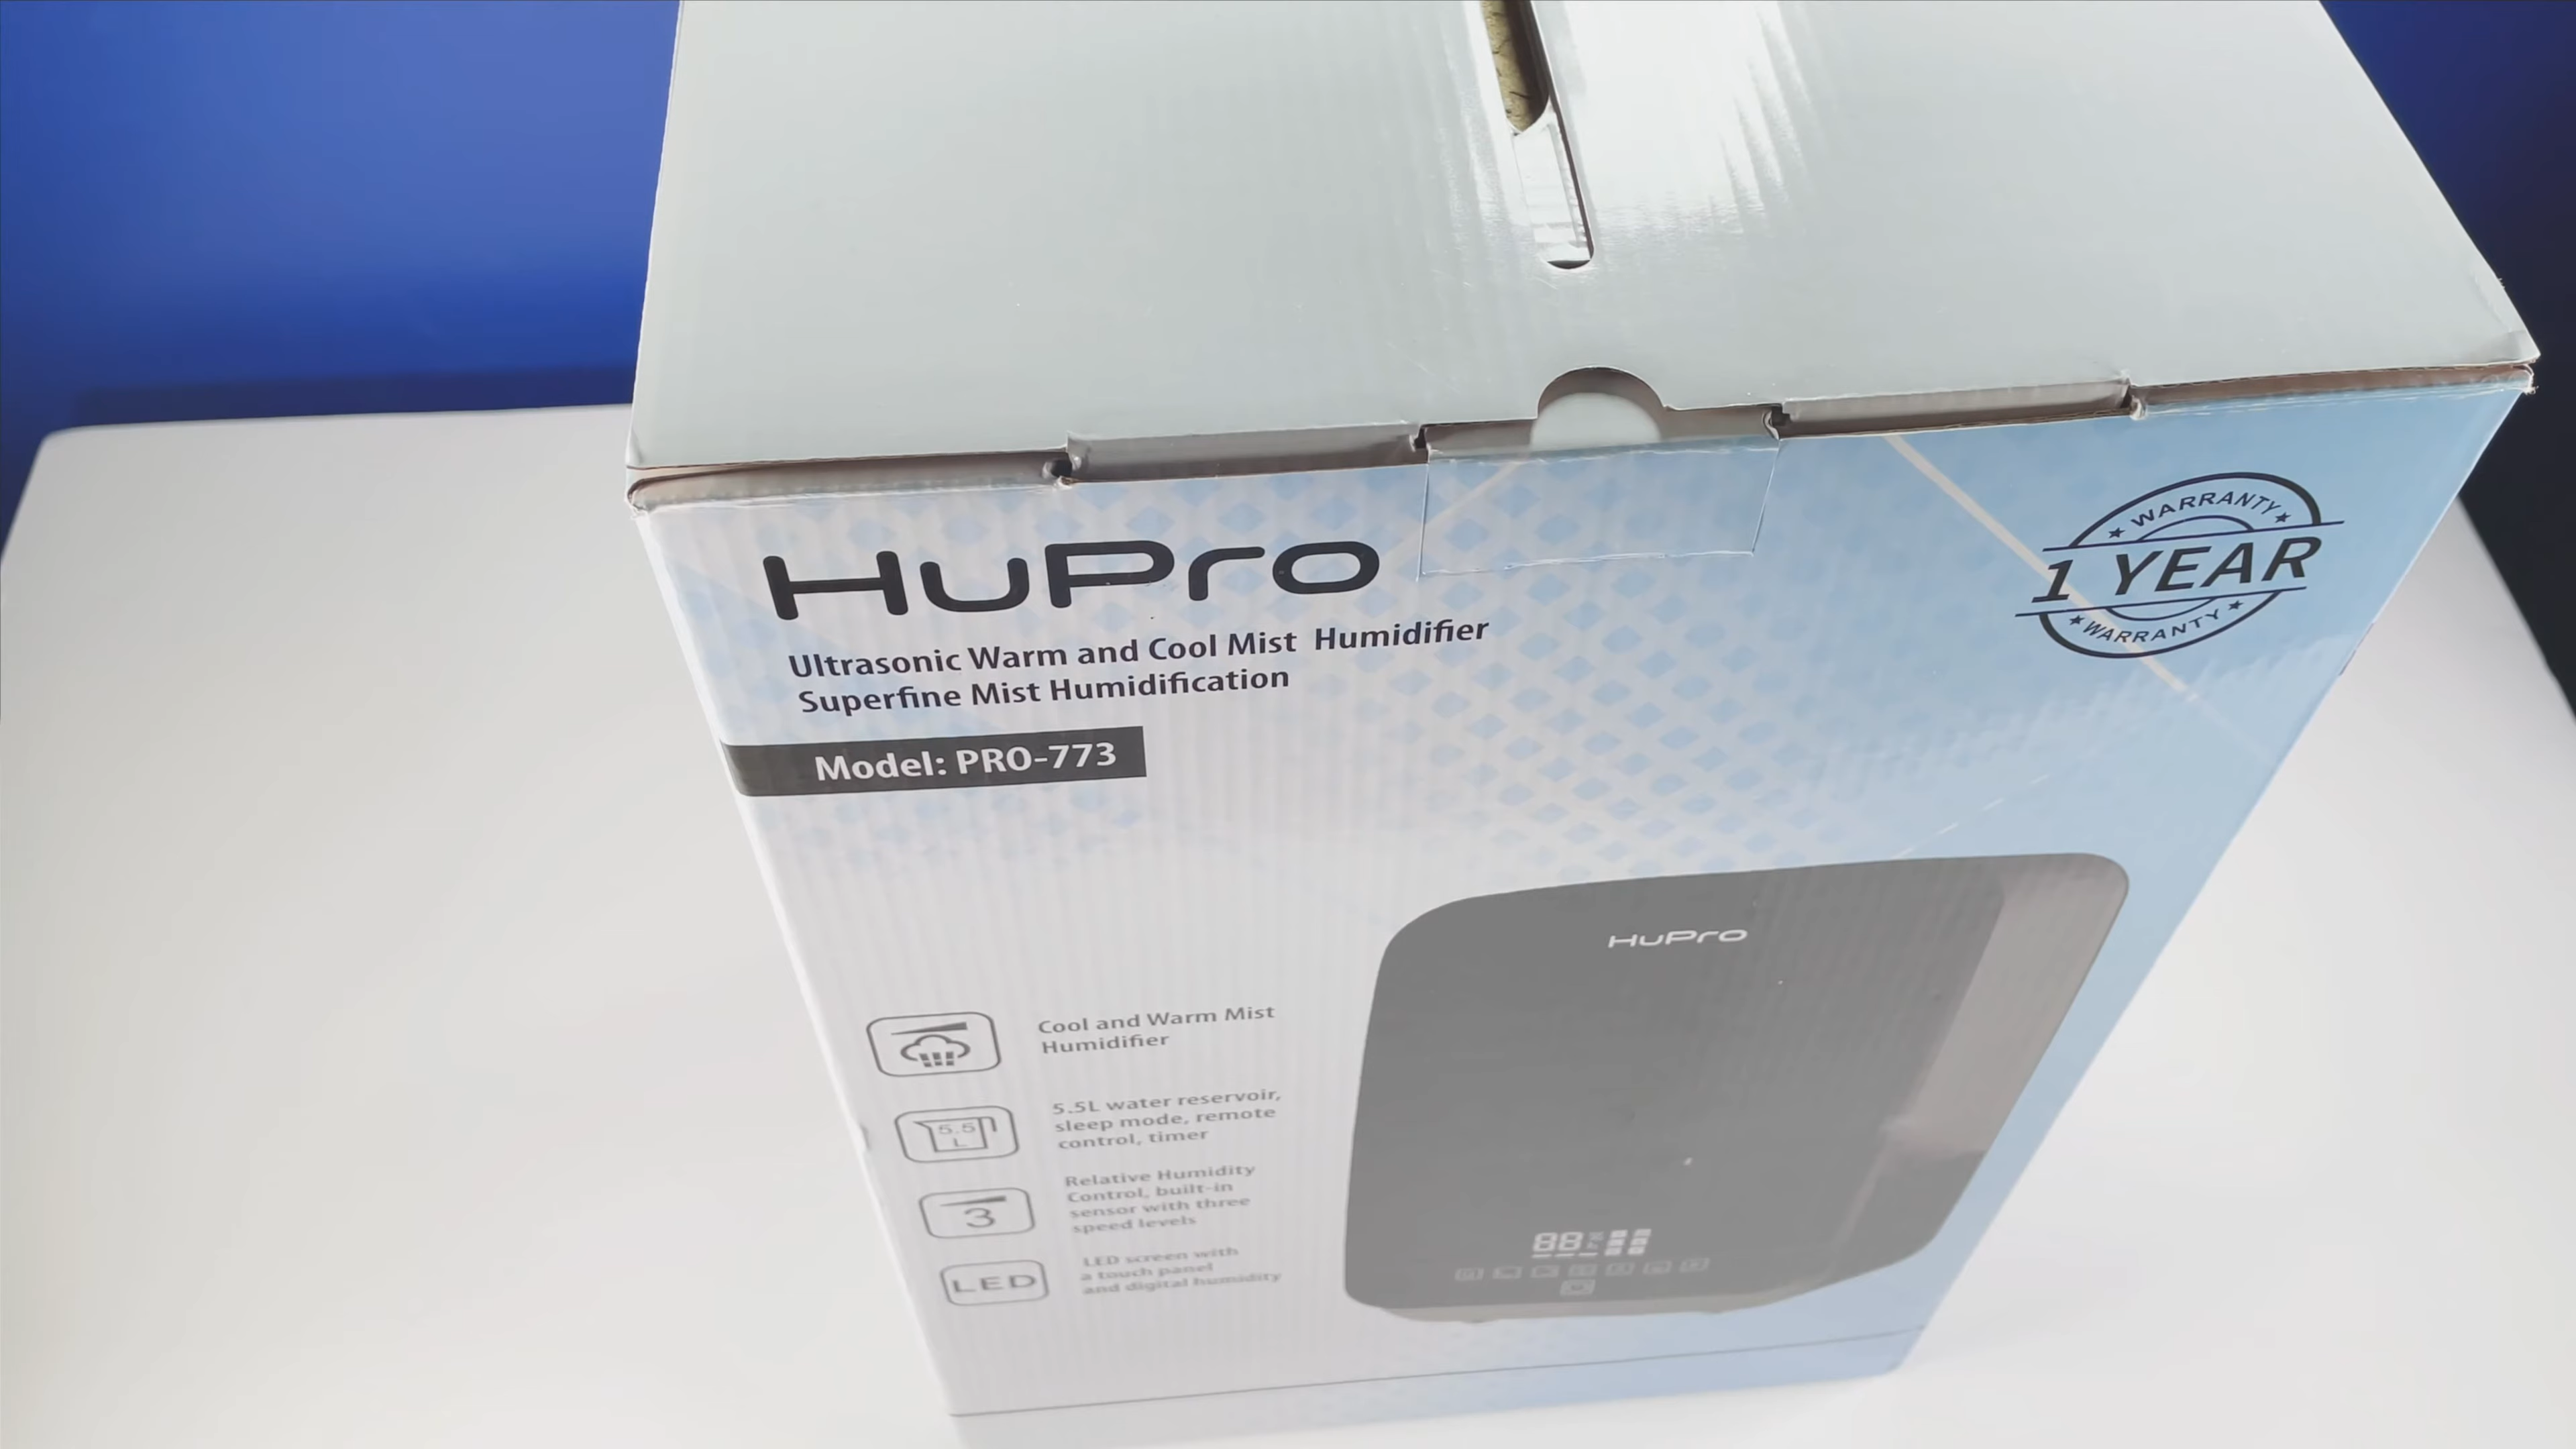 HuPro
Ultrasonic Warm and Cool Mist Humidifier
Superfine Mist Humidification
Model: PRO-773
WARRANTY
1 YEAR
WARRANTY
HuPro
Cool and Warm Mist
Humidifier
5.5
L
5.5L water reservoir,
sleep mode, remote
control, timer
3
Relative Humidity
Control, built-in
sensor with three
speed levels
LED
LED screen with
a touch panel
and digital humidity
88